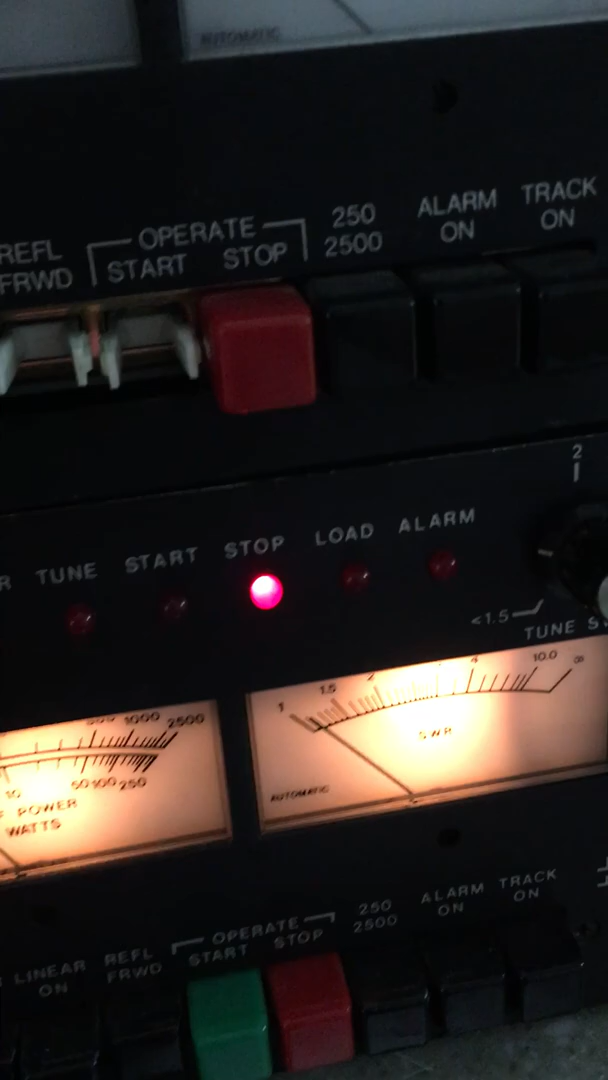 AUTOMATIC
REFL
FRWD
OPERATE
START STOP
250
2500
ALARM
ON
TRACK
ON
2
R TUNE START STOP LOAD ALARM
<1.5
TUNE
1000 2500
10 50 100 250
POWER
WATTS
1 1.5 2 4 10.0 ∞
SWR
AUTOMATIC
LINEAR
ON
REFL
FRWD
OPERATE
START STOP
250
2500
ALARM
ON
TRACK
ON